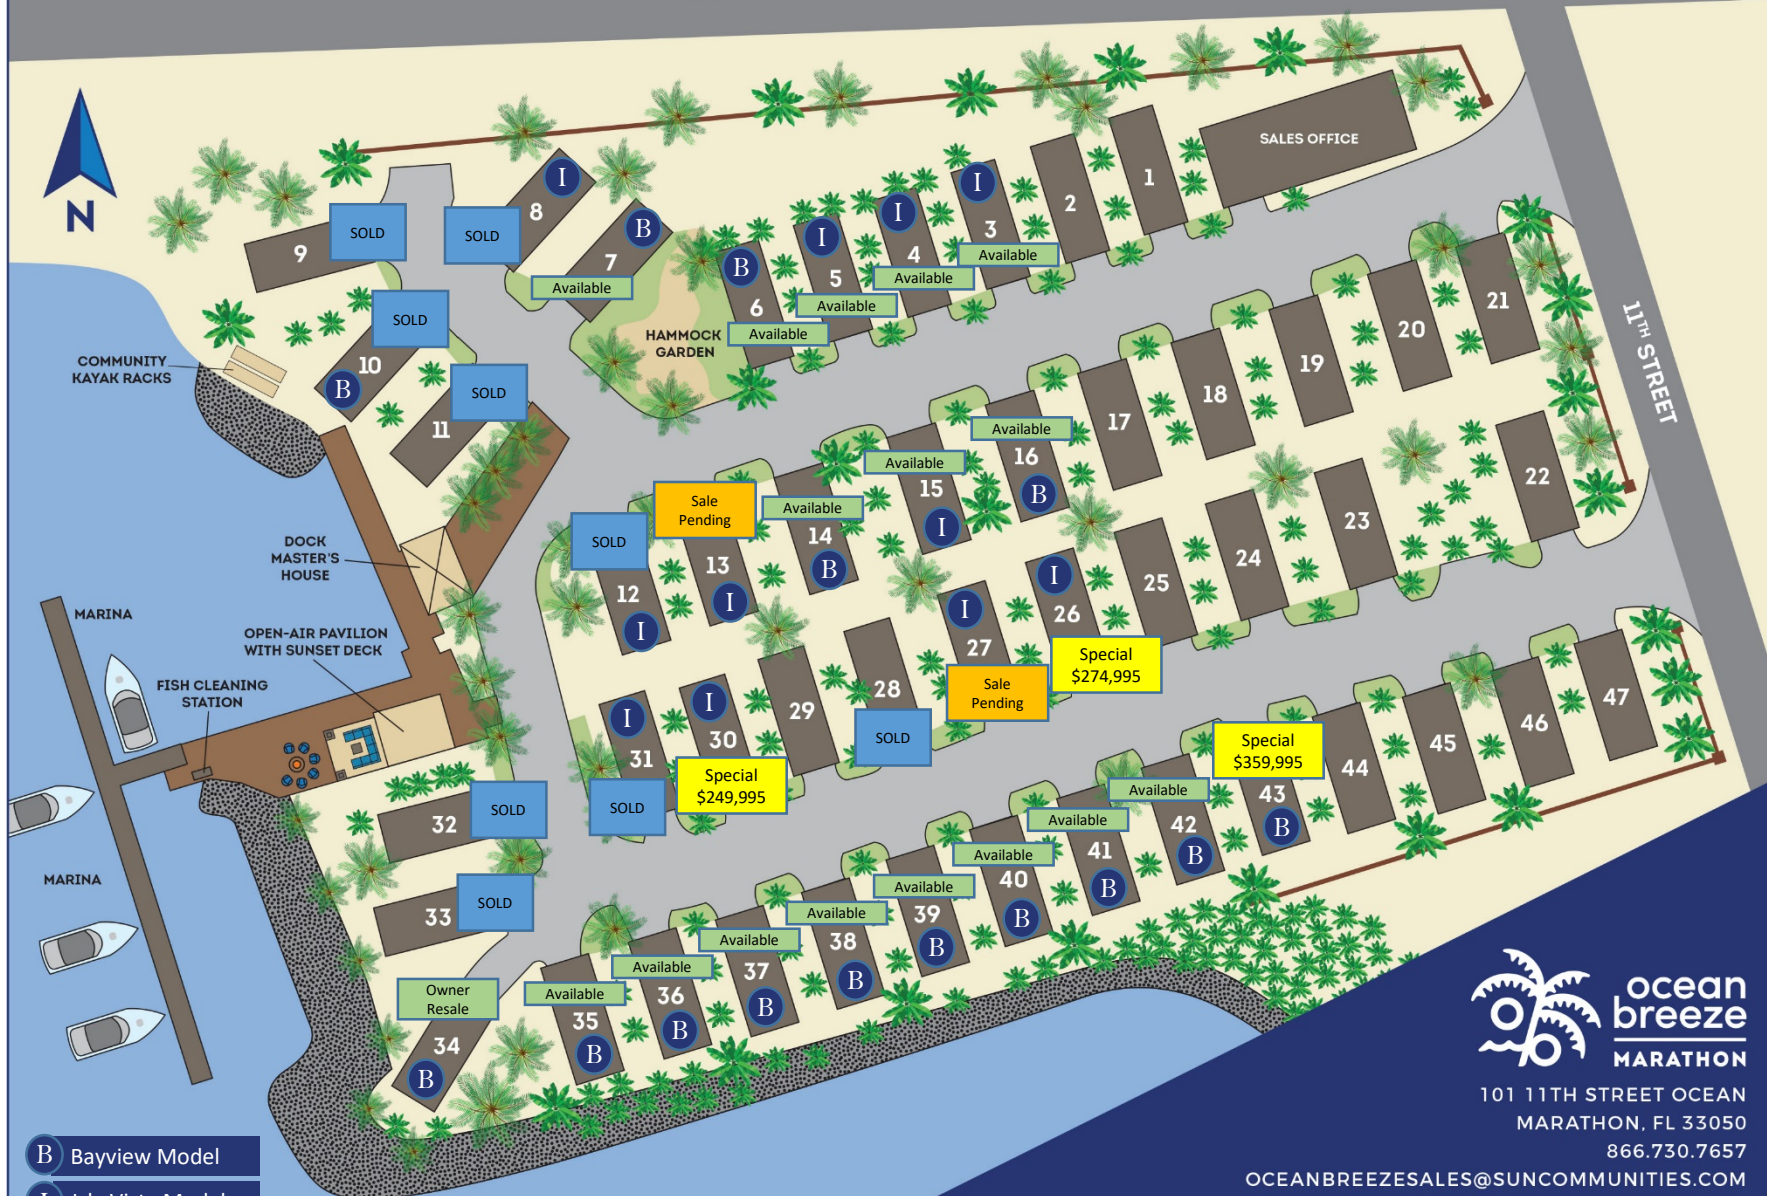 SALES OFFICE
1
2
I
3
Available
I
4
Available
I
5
Available
B
6
Available
B
7
Available
I
8
SOLD
9
SOLD
N
SOLD
10
B
SOLD
11
HAMMOCK
GARDEN
COMMUNITY
KAYAK RACKS
11TH STREET
21
20
19
18
17
Available
16
B
Available
15
I
Available
14
B
Sale
Pending
13
I
SOLD
12
I
22
23
24
25
I
26
Special
$274,995
I
27
Sale
Pending
28
SOLD
29
I
30
Special
$249,995
I
31
SOLD
DOCK
MASTER'S
HOUSE
MARINA
OPEN-AIR PAVILION
WITH SUNSET DECK
FISH CLEANING
STATION
MARINA
32
SOLD
33
SOLD
Owner
Resale
34
B
Available
35
B
Available
36
B
Available
37
B
Available
38
B
Available
39
B
Available
40
B
Available
41
B
Available
42
B
Special
$359,995
43
B
44
45
46
47
B Bayview Model
ocean
breeze
MARATHON
101 11TH STREET OCEAN
MARATHON, FL 33050
866.730.7657
OCEANBREEZESALES@SUNCOMMUNITIES.COM